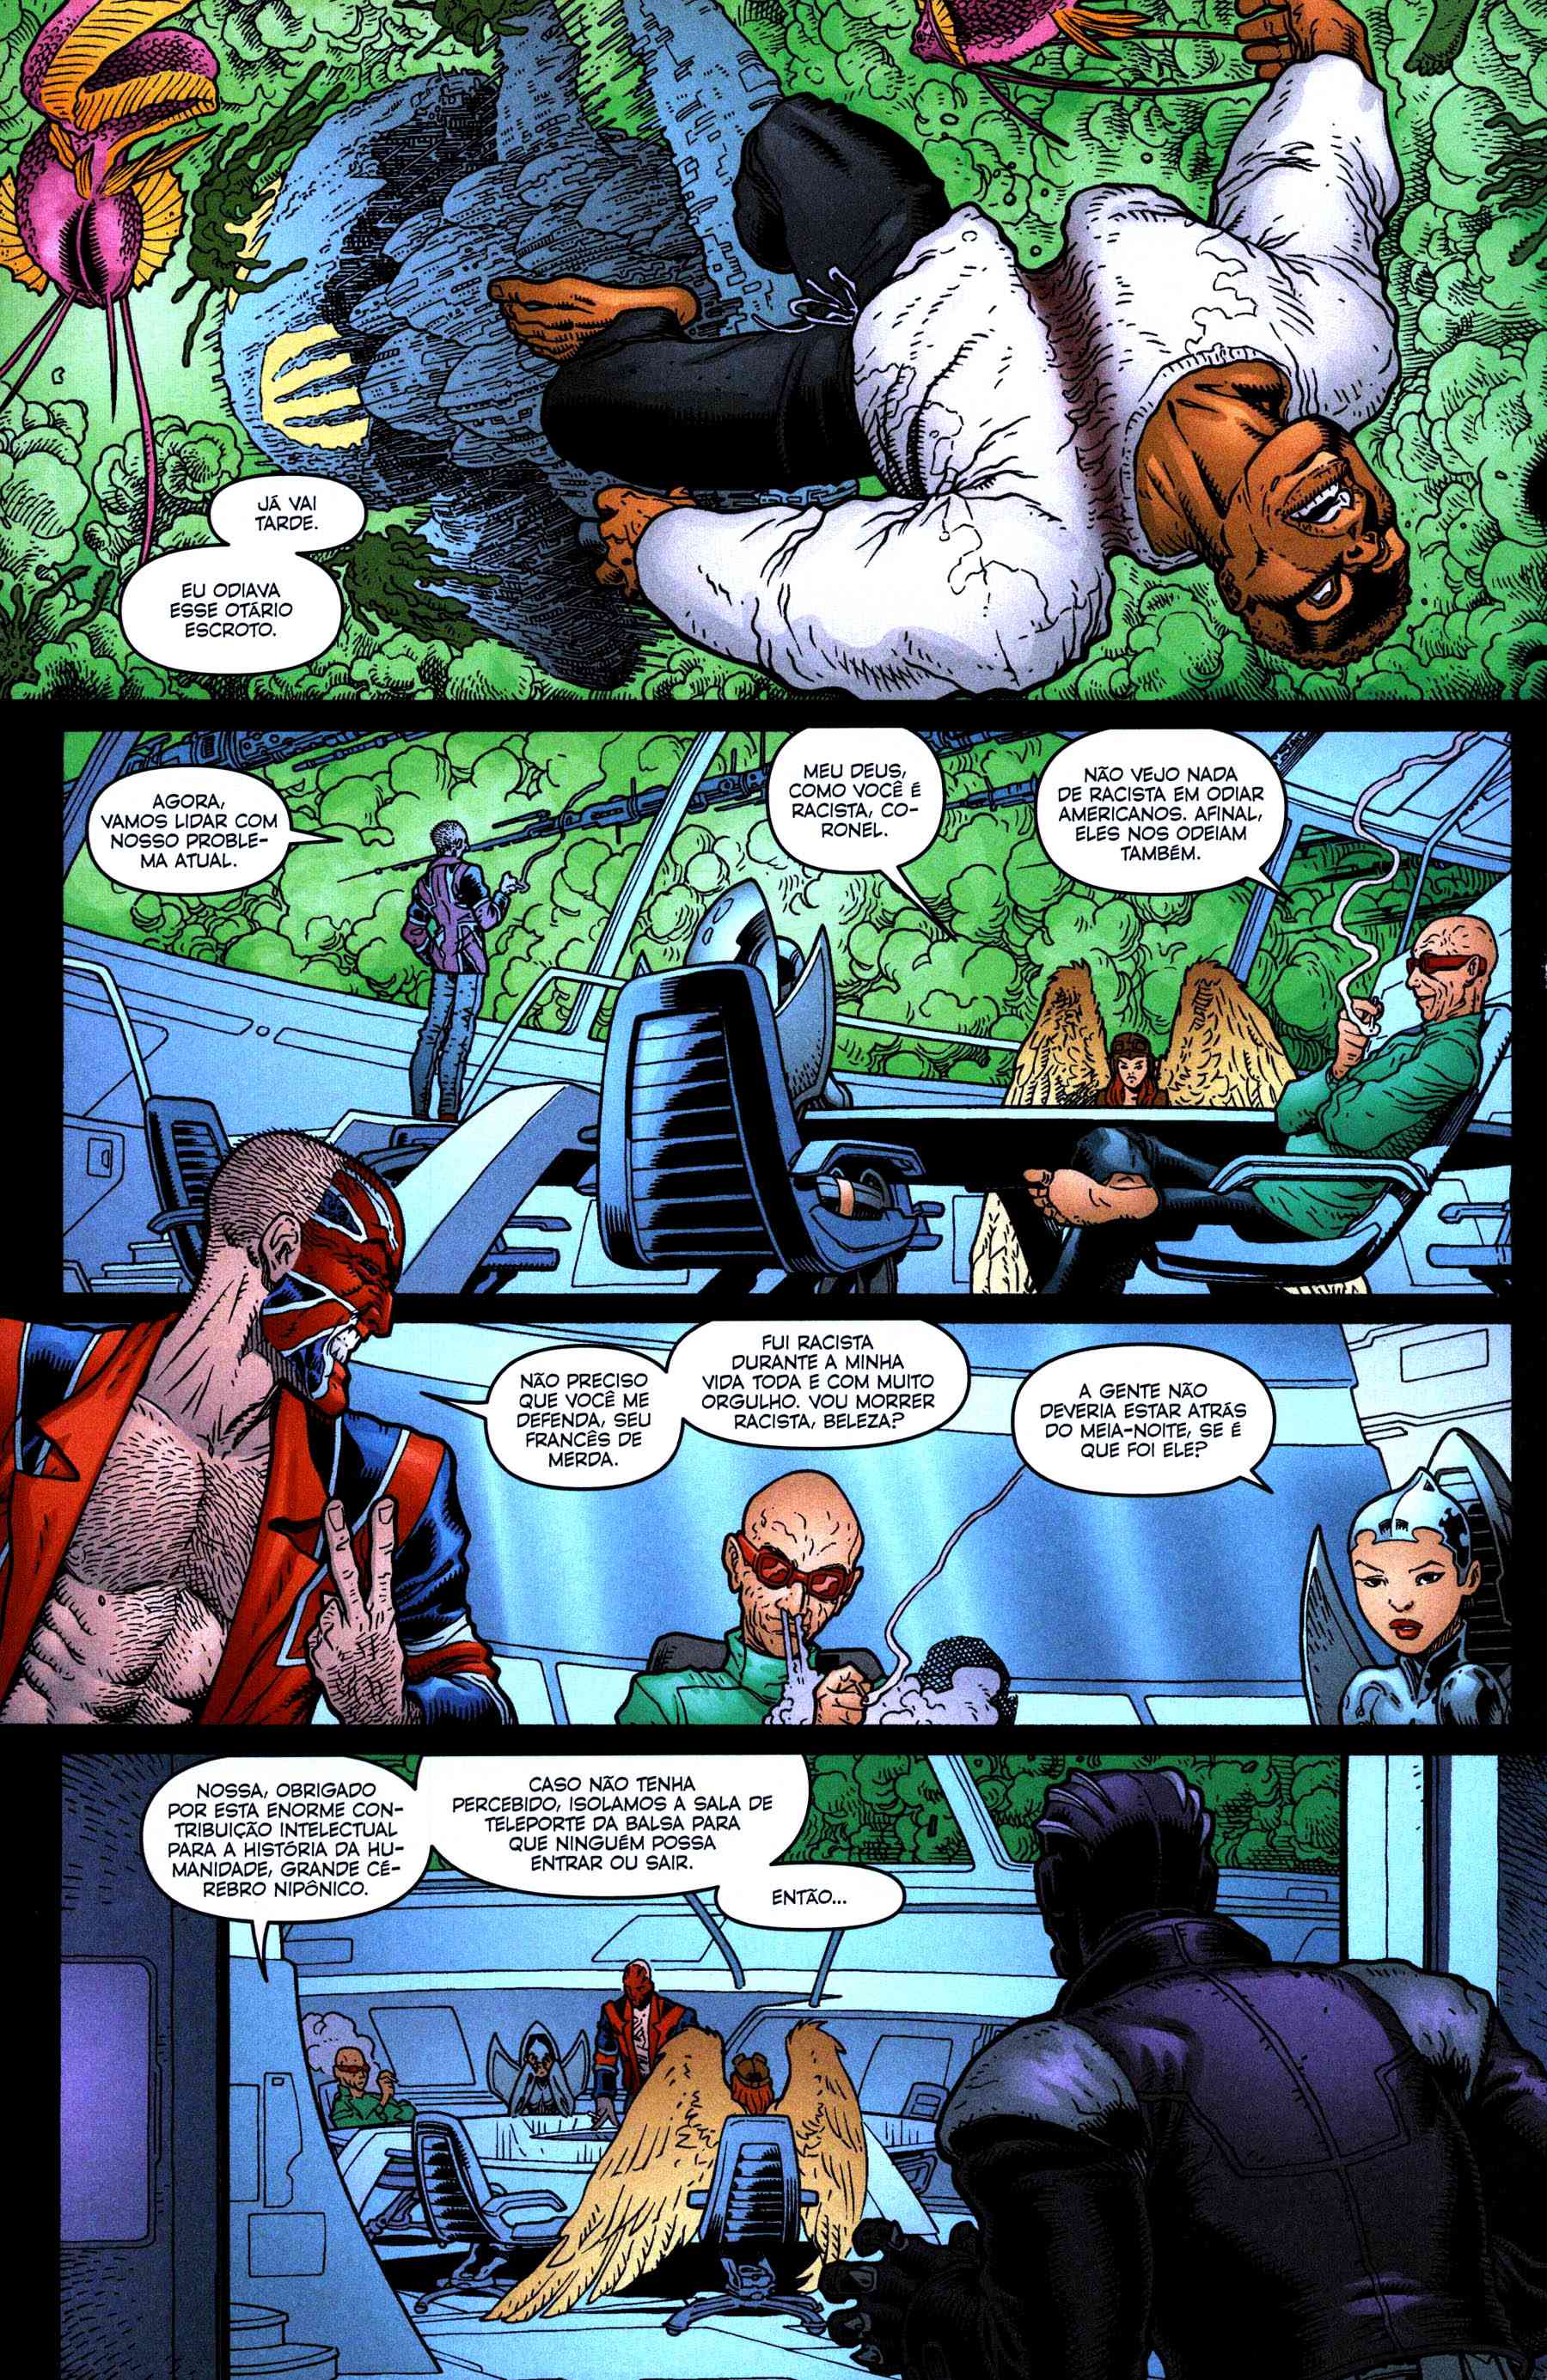 JÁ VAI
TARDE.
EU ODIAVA
ESSE OTÁRIO
ESCROTO.
AGORA,
VAMOS LIDAR COM
NOSSO PROBLE-
MA ATUAL.
MEU DEUS,
COMO VOCÊ É
RACISTA, CO-
RONEL.
NÃO VEJO NADA
DE RACISTA EM ODIAR
AMERICANOS. AFINAL,
ELES NOS ODEIAM
TAMBÉM.
NÃO PRECISO
QUE VOCÊ ME
DEFENDA, SEU
FRANCÊS DE
MERDA.
FUI RACISTA
DURANTE A MINHA
VIDA TODA E COM MUITO
ORGULHO. VOU MORRER
RACISTA, BELEZA?
A GENTE NÃO
DEVERIA ESTAR ATRÁS
DO MEIA-NOITE, SE É
QUE FOI ELE?
NOSSA, OBRIGADO
POR ESTA ENORME CON-
TRIBUIÇÃO INTELECTUAL
PARA A HISTÓRIA DA HU-
MANIDADE, GRANDE CÉ-
REBRO NIPÔNICO.
CASO NÃO TENHA
PERCEBIDO, ISOLAMOS A SALA DE
TELEPORTE DA BALSA PARA
QUE NINGUÉM POSSA
ENTRAR OU SAIR.
ENTÃO...